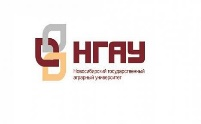 НГАУ
Новосибирский государственный
аграрный университет